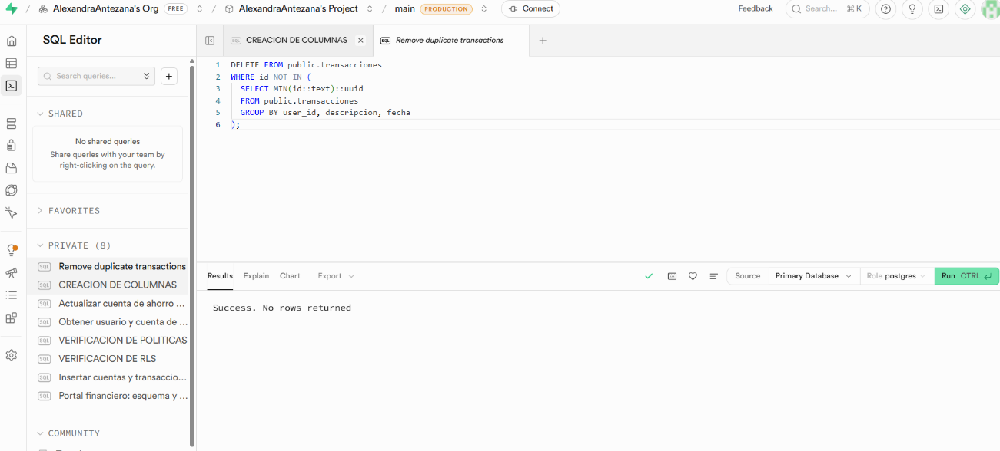 AlexandraAntezana's Org FREE / AlexandraAntezana's Project / main PRODUCTION Connect Feedback Search... ⌘ K
SQL Editor
CREACION DE COLUMNAS
Remove duplicate transactions
Search queries...
SHARED
No shared queries
Share queries with your team by
right-clicking on the query.
FAVORITES
PRIVATE (8)
SQL Remove duplicate transactions
SQL CREACION DE COLUMNAS
SQL Actualizar cuenta de ahorro ...
SQL Obtener usuario y cuenta de ...
SQL VERIFICACION DE POLITICAS
SQL VERIFICACION DE RLS
SQL Insertar cuentas y transaccio...
SQL Portal financiero: esquema y ...
COMMUNITY
1 DELETE FROM public.transacciones
2 WHERE id NOT IN (
3 SELECT MIN(id::text)::uuid
4 FROM public.transacciones
5 GROUP BY user_id, descripcion, fecha
6 );
Results Explain Chart Export Source Primary Database Role postgres Run CTRL ↵
Success. No rows returned